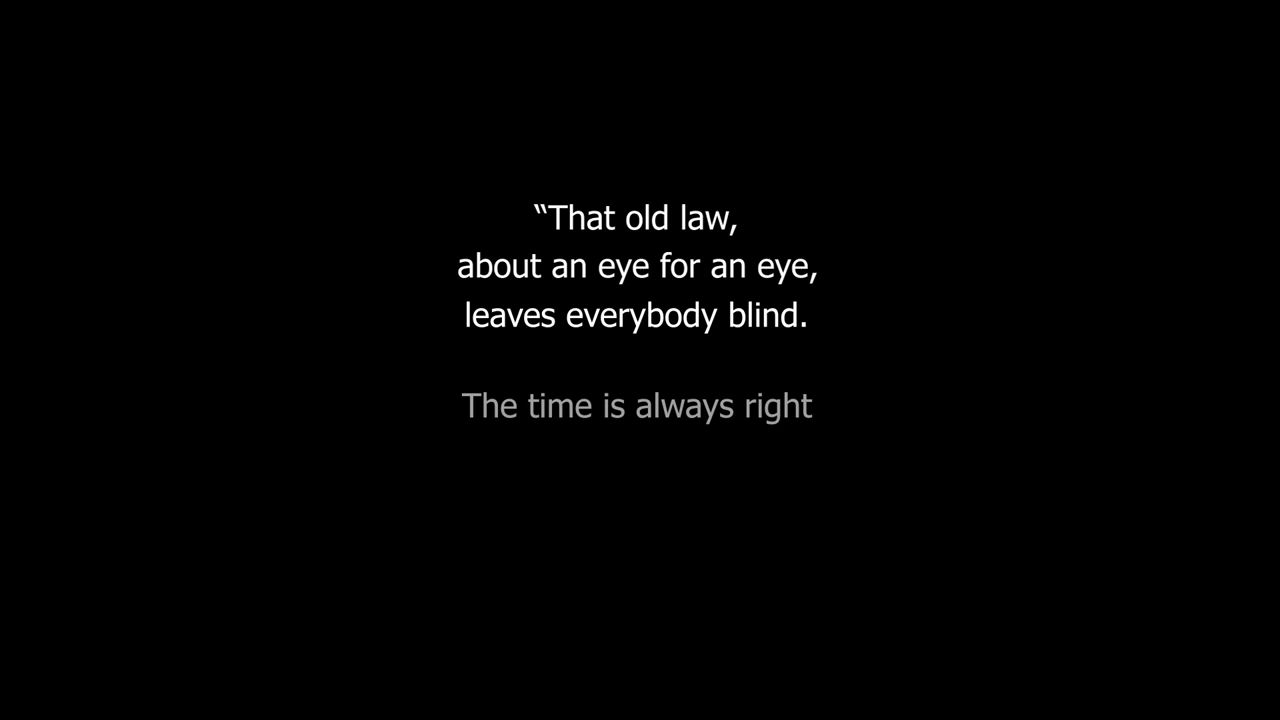 “That old law,
about an eye for an eye,
leaves everybody blind.
The time is always right